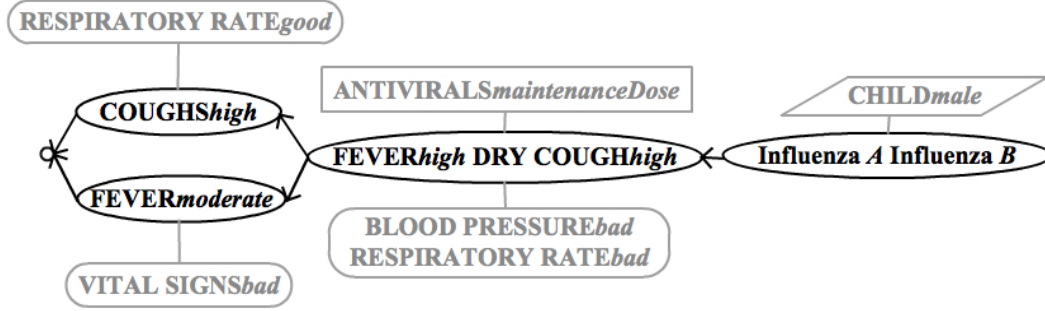 RESPIRATORY RATEgood
COUGHShigh
FEVERmoderate
VITAL SIGNSbad
ANTIVIRALSmaintenanceDose
FEVERhigh DRY COUGHhigh
BLOOD PRESSUREbad
RESPIRATORY RATEbad
CHILDmale
Influenza A Influenza B